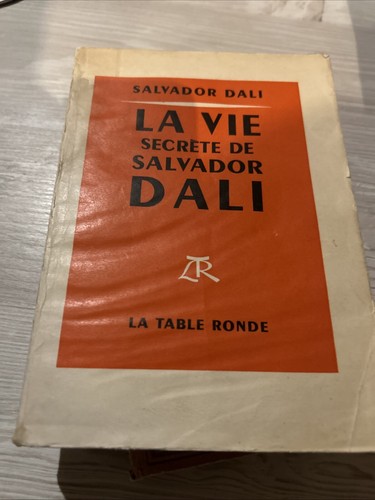 SALVADOR DALI
LA VIE
SECRÈTE DE
SALVADOR
DALI
LTR
LA TABLE RONDE